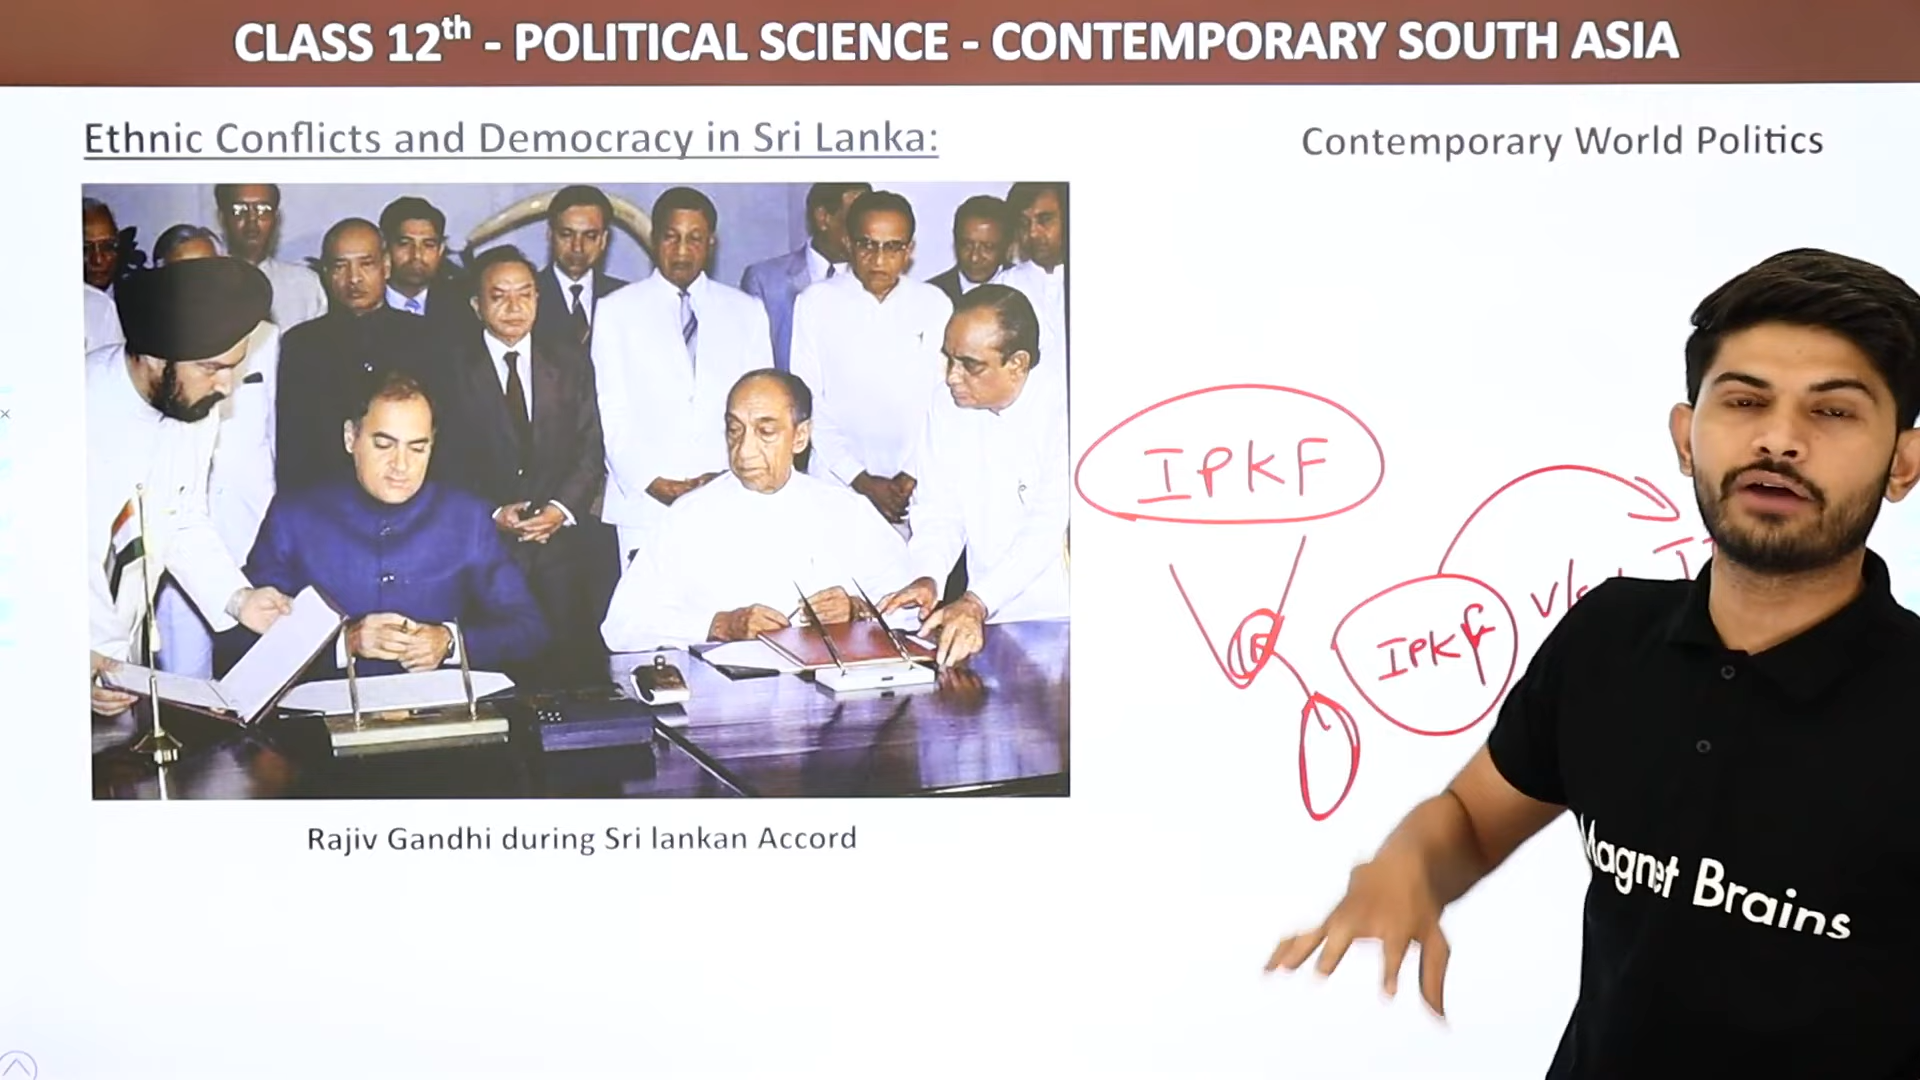 CLASS 12th - POLITICAL SCIENCE - CONTEMPORARY SOUTH ASIA
Ethnic Conflicts and Democracy in Sri Lanka:
Contemporary World Politics
IPKF
IPKF
Rajiv Gandhi during Sri lankan Accord
Magnet Brains